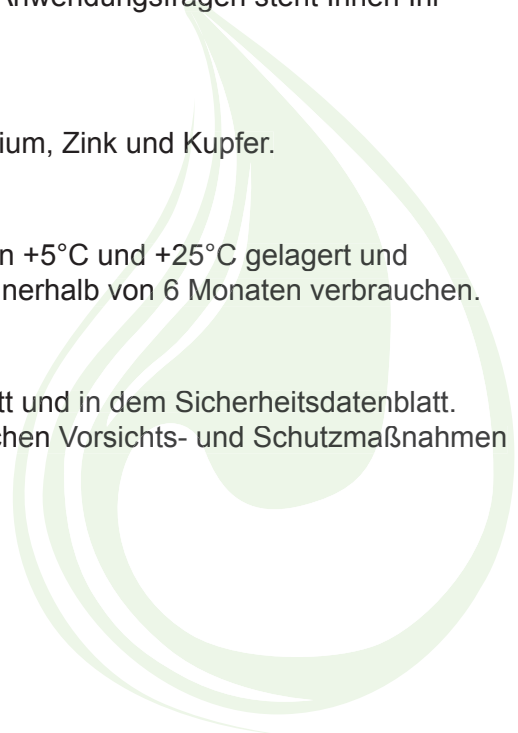 Anwendungsfragen steht Ihnen Ihr
ium, Zink und Kupfer.
n +5°C und +25°C gelagert und
nnerhalb von 6 Monaten verbrauchen.
tt und in dem Sicherheitsdatenblatt.
chen Vorsichts- und Schutzmaßnahmen